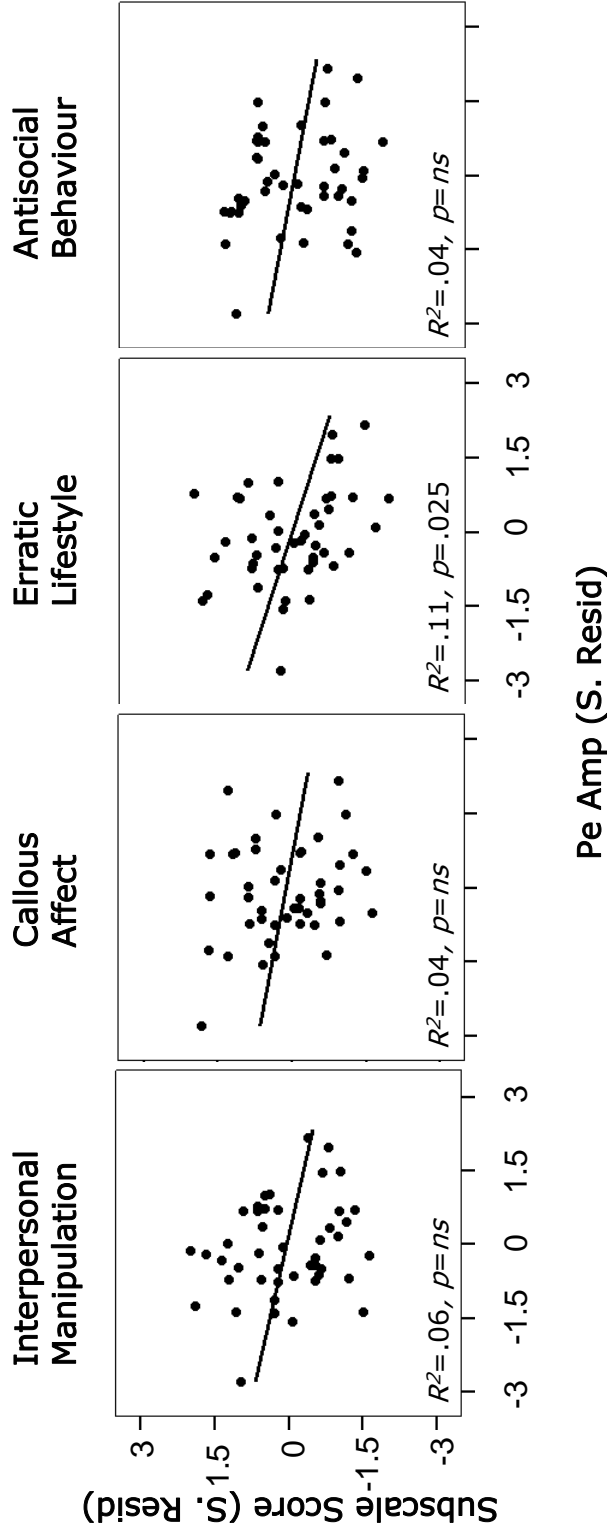 Interpersonal
Manipulation
Callous
Affect
Erratic
Lifestyle
Antisocial
Behaviour
Subscale Score (S. Resid)
3
1.5
0
-1.5
-3
R²=.06, p=ns
R²=.04, p=ns
R²=.11, p=.025
R²=.04, p=ns
-3 -1.5 0 1.5 3
-3 -1.5 0 1.5 3
Pe Amp (S. Resid)